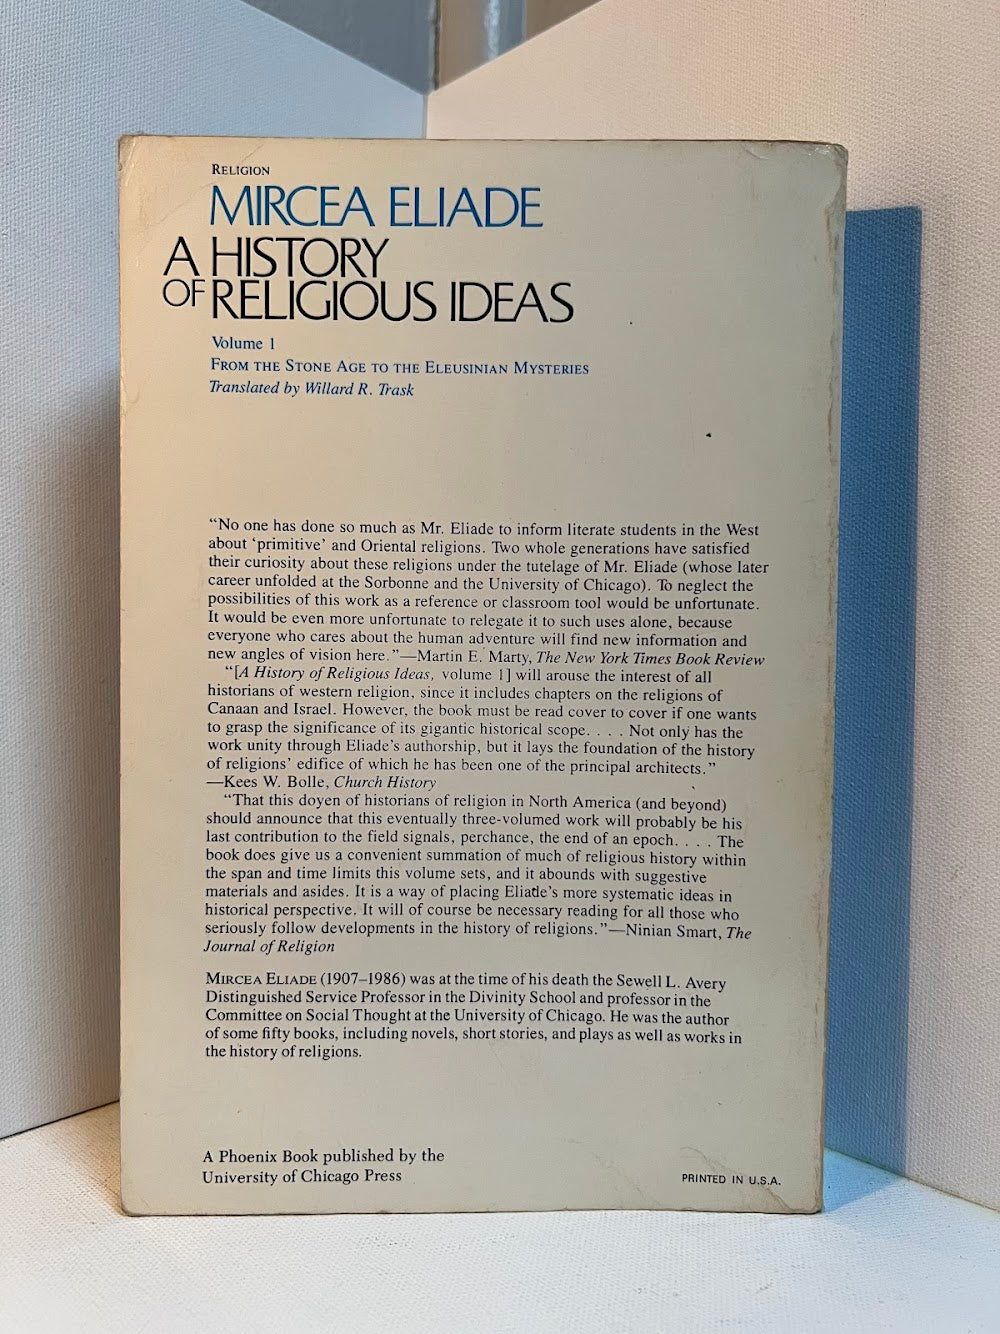 RELIGION
MIRCEA ELIADE
A HISTORY
OF RELIGIOUS IDEAS
Volume 1
FROM THE STONE AGE TO THE ELEUSINIAN MYSTERIES
Translated by Willard R. Trask
“No one has done so much as Mr. Eliade to inform literate students in the West
about ‘primitive’ and Oriental religions. Two whole generations have satisfied
their curiosity about these religions under the tutelage of Mr. Eliade (whose later
career unfolded at the Sorbonne and the University of Chicago). To neglect the
possibilities of this work as a reference or classroom tool would be unfortunate.
It would be even more unfortunate to relegate it to such uses alone, because
everyone who cares about the human adventure will find new information and
new angles of vision here.”—Martin E. Marty, The New York Times Book Review
“[A History of Religious Ideas, volume 1] will arouse the interest of all
historians of western religion, since it includes chapters on the religions of
Canaan and Israel. However, the book must be read cover to cover if one wants
to grasp the significance of its gigantic historical scope. . . . Not only has the
work unity through Eliade’s authorship, but it lays the foundation of the history
of religions’ edifice of which he has been one of the principal architects.”
—Kees W. Bolle, Church History
“That this doyen of historians of religion in North America (and beyond)
should announce that this eventually three-volumed work will probably be his
last contribution to the field signals, perchance, the end of an epoch. . . . The
book does give us a convenient summation of much of religious history within
the span and time limits this volume sets, and it abounds with suggestive
materials and asides. It is a way of placing Eliade’s more systematic ideas in
historical perspective. It will of course be necessary reading for all those who
seriously follow developments in the history of religions.”—Ninian Smart, The
Journal of Religion
MIRCEA ELIADE (1907–1986) was at the time of his death the Sewell L. Avery
Distinguished Service Professor in the Divinity School and professor in the
Committee on Social Thought at the University of Chicago. He was the author
of some fifty books, including novels, short stories, and plays as well as works in
the history of religions.
A Phoenix Book published by the
University of Chicago Press
PRINTED IN U.S.A.